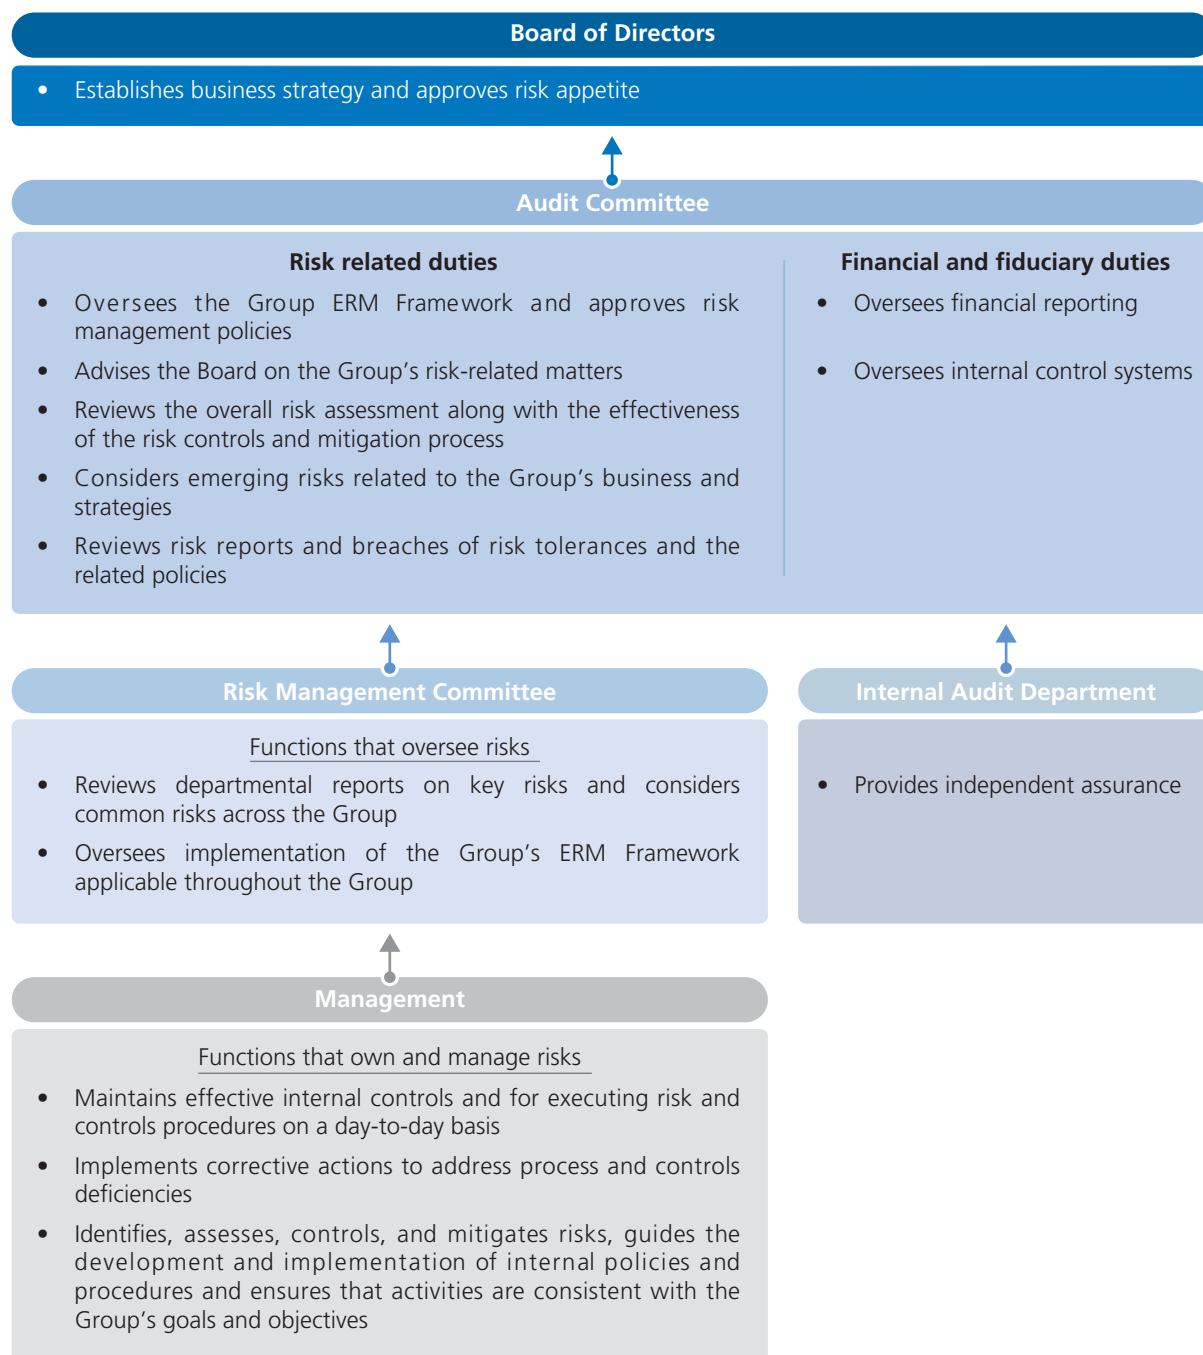 Board of Directors
• Establishes business strategy and approves risk appetite
Audit Committee
Risk related duties
• Oversees the Group ERM Framework and approves risk
management policies
• Advises the Board on the Group’s risk-related matters
• Reviews the overall risk assessment along with the effectiveness
of the risk controls and mitigation process
• Considers emerging risks related to the Group’s business and
strategies
• Reviews risk reports and breaches of risk tolerances and the
related policies
Financial and fiduciary duties
• Oversees financial reporting
• Oversees internal control systems
Risk Management Committee
Functions that oversee risks
• Reviews departmental reports on key risks and considers
common risks across the Group
• Oversees implementation of the Group’s ERM Framework
applicable throughout the Group
Internal Audit Department
• Provides independent assurance
Management
Functions that own and manage risks
• Maintains effective internal controls and for executing risk and
controls procedures on a day-to-day basis
• Implements corrective actions to address process and controls
deficiencies
• Identifies, assesses, controls, and mitigates risks, guides the
development and implementation of internal policies and
procedures and ensures that activities are consistent with the
Group’s goals and objectives